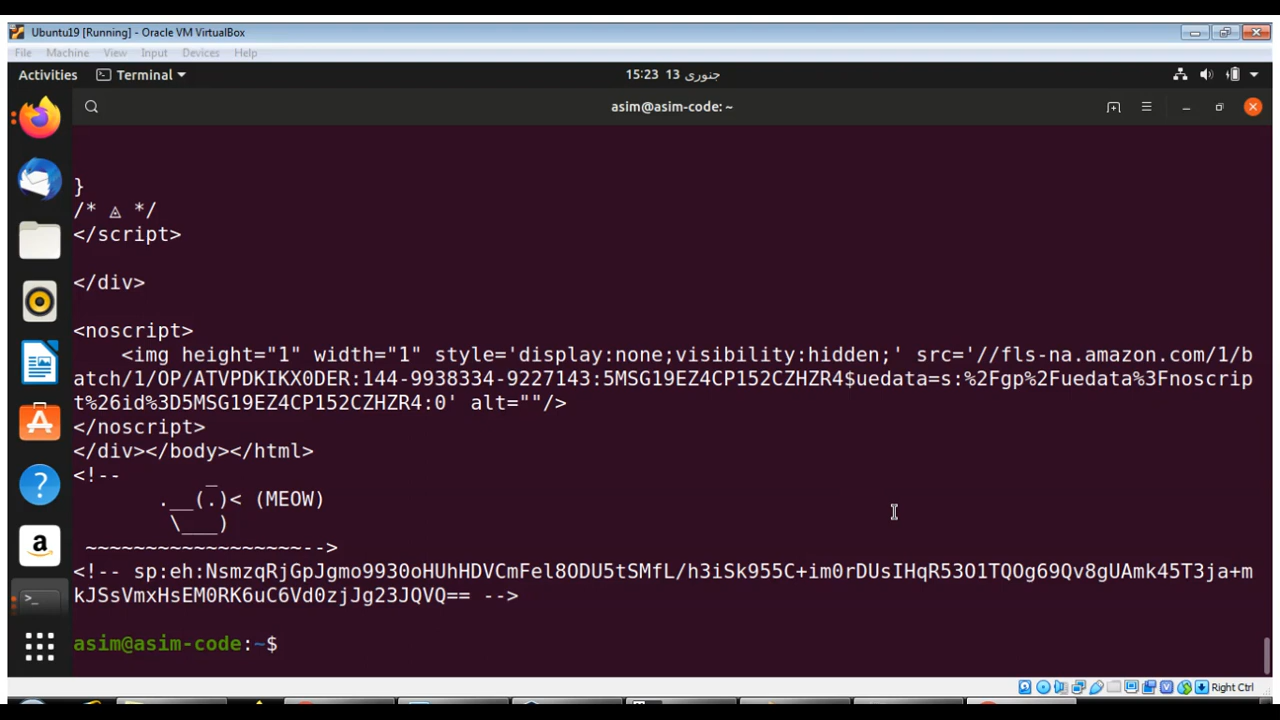 Ubuntu19 [Running] - Oracle VM VirtualBox
File Machine View Input Devices Help
Activities Terminal 15:23 13 جنوری
asim@asim-code: ~
}
/* ◬ */
</script>
</div>
<noscript>
<img height="1" width="1" style='display:none;visibility:hidden;' src='//fls-na.amazon.com/1/b
atch/1/OP/ATVPDKIKX0DER:144-9938334-9227143:5MSG19EZ4CP152CZHZR4$uedata=s:%2Fgp%2Fuedata%3Fnoscrip
t%26id%3D5MSG19EZ4CP152CZHZR4:0' alt=""/>
</noscript>
</div></body></html>
<!--       _
       .__(.)< (MEOW)
        \___)
 ~~~~~~~~~~~~~~~~~~-->
<!-- sp:eh:NsmzqRjGpJgmo9930oHUhHDVCmFel8ODU5tSMfL/h3iSk955C+im0rDUsIHqR53O1TQOg69Qv8gUAmk45T3ja+m
kJSsVmxHsEM0RK6uC6Vd0zjJg23JQVQ== -->
asim@asim-code:~$
Right Ctrl